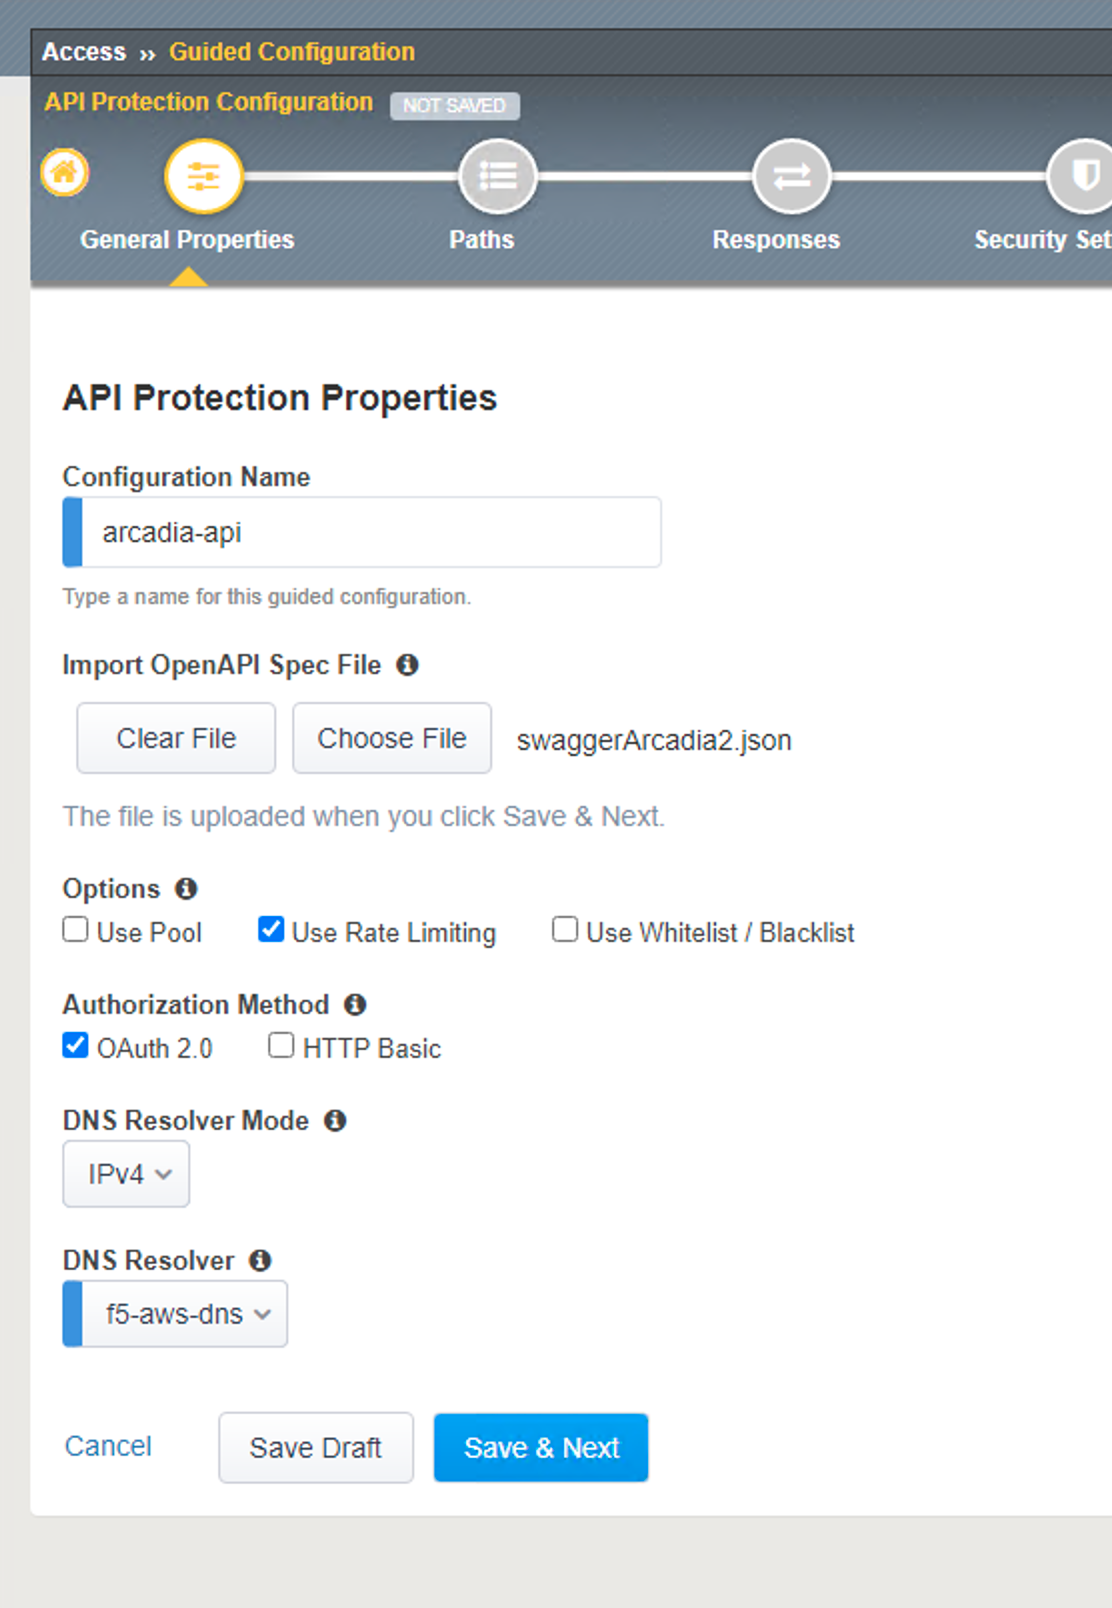 Access ›› Guided Configuration
API Protection Configuration NOT SAVED
General Properties Paths Responses Security Set
API Protection Properties
Configuration Name
arcadia-api
Type a name for this guided configuration.
Import OpenAPI Spec File
Clear File Choose File swaggerArcadia2.json
The file is uploaded when you click Save & Next.
Options
Use Pool Use Rate Limiting Use Whitelist / Blacklist
Authorization Method
OAuth 2.0 HTTP Basic
DNS Resolver Mode
IPv4
DNS Resolver
f5-aws-dns
Cancel Save Draft Save & Next